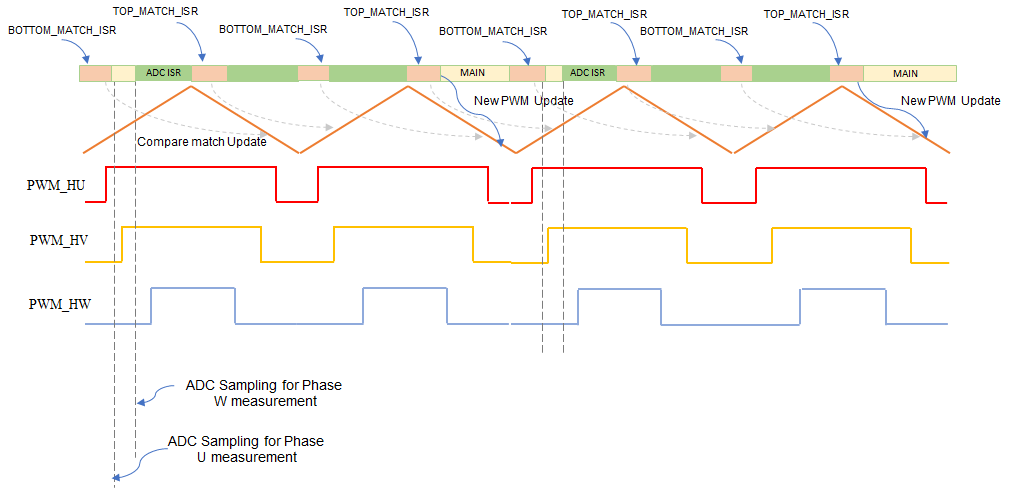 TOP_MATCH_ISR
TOP_MATCH_ISR
TOP_MATCH_ISR
TOP_MATCH_ISR
BOTTOM_MATCH_ISR
BOTTOM_MATCH_ISR
BOTTOM_MATCH_ISR
BOTTOM_MATCH_ISR
ADC ISR
MAIN
ADC ISR
MAIN
New PWM Update
New PWM Update
Compare match Update
PWM_HU
PWM_HV
PWM_HW
ADC Sampling for Phase
W measurement
ADC Sampling for Phase
U measurement